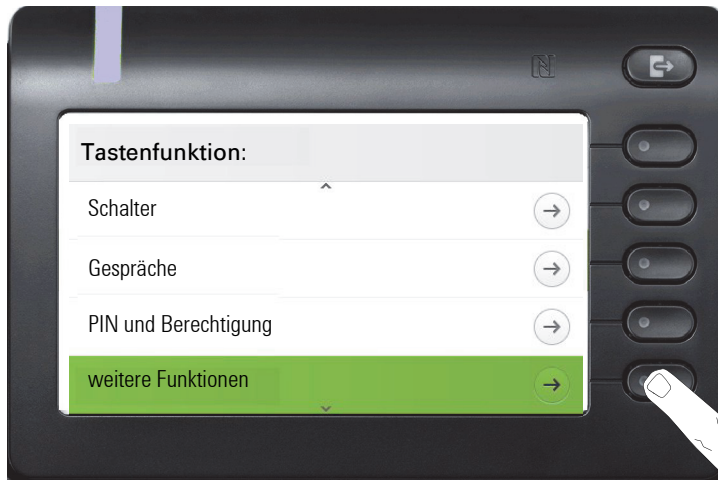 Tastenfunktion:
Schalter
Gespräche
PIN und Berechtigung
weitere Funktionen